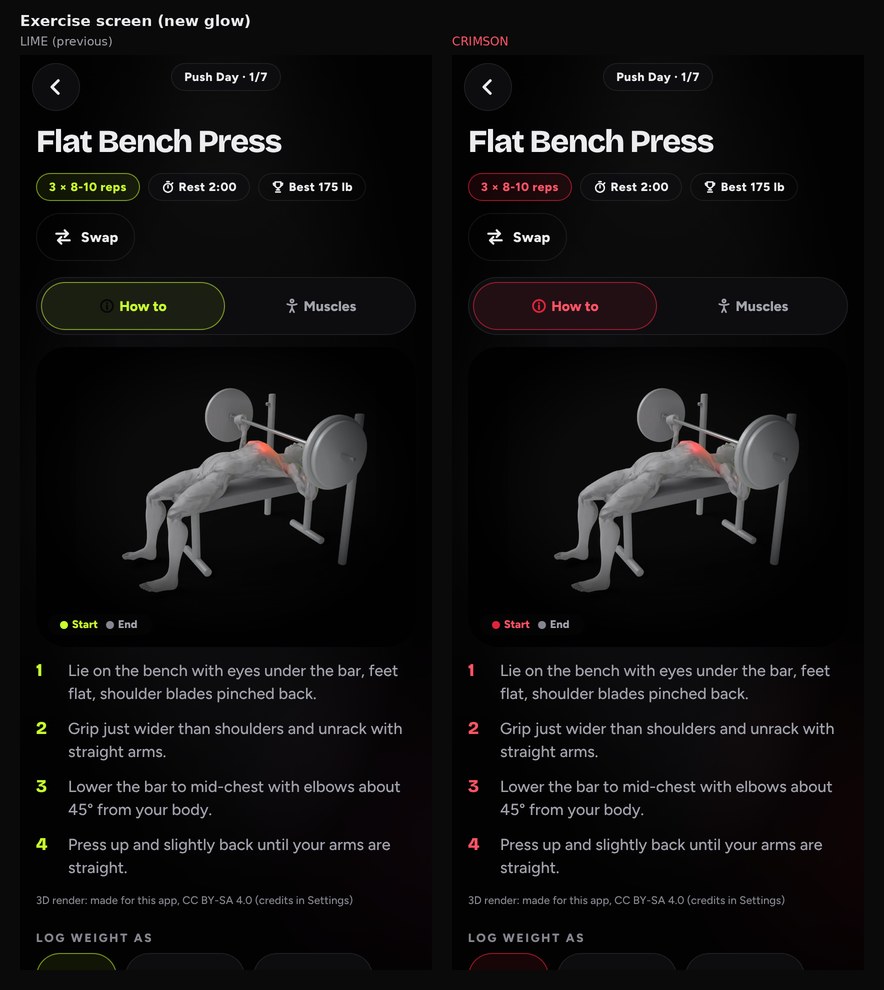 Exercise screen (new glow)
LIME (previous)
Push Day · 1/7
Flat Bench Press
3 × 8-10 reps
Rest 2:00
Best 175 lb
Swap
How to
Muscles
Start
End
1 Lie on the bench with eyes under the bar, feet
flat, shoulder blades pinched back.
2 Grip just wider than shoulders and unrack with
straight arms.
3 Lower the bar to mid-chest with elbows about
45° from your body.
4 Press up and slightly back until your arms are
straight.
3D render: made for this app, CC BY-SA 4.0 (credits in Settings)
LOG WEIGHT AS
CRIMSON
Push Day · 1/7
Flat Bench Press
3 × 8-10 reps
Rest 2:00
Best 175 lb
Swap
How to
Muscles
Start
End
1 Lie on the bench with eyes under the bar, feet
flat, shoulder blades pinched back.
2 Grip just wider than shoulders and unrack with
straight arms.
3 Lower the bar to mid-chest with elbows about
45° from your body.
4 Press up and slightly back until your arms are
straight.
3D render: made for this app, CC BY-SA 4.0 (credits in Settings)
LOG WEIGHT AS